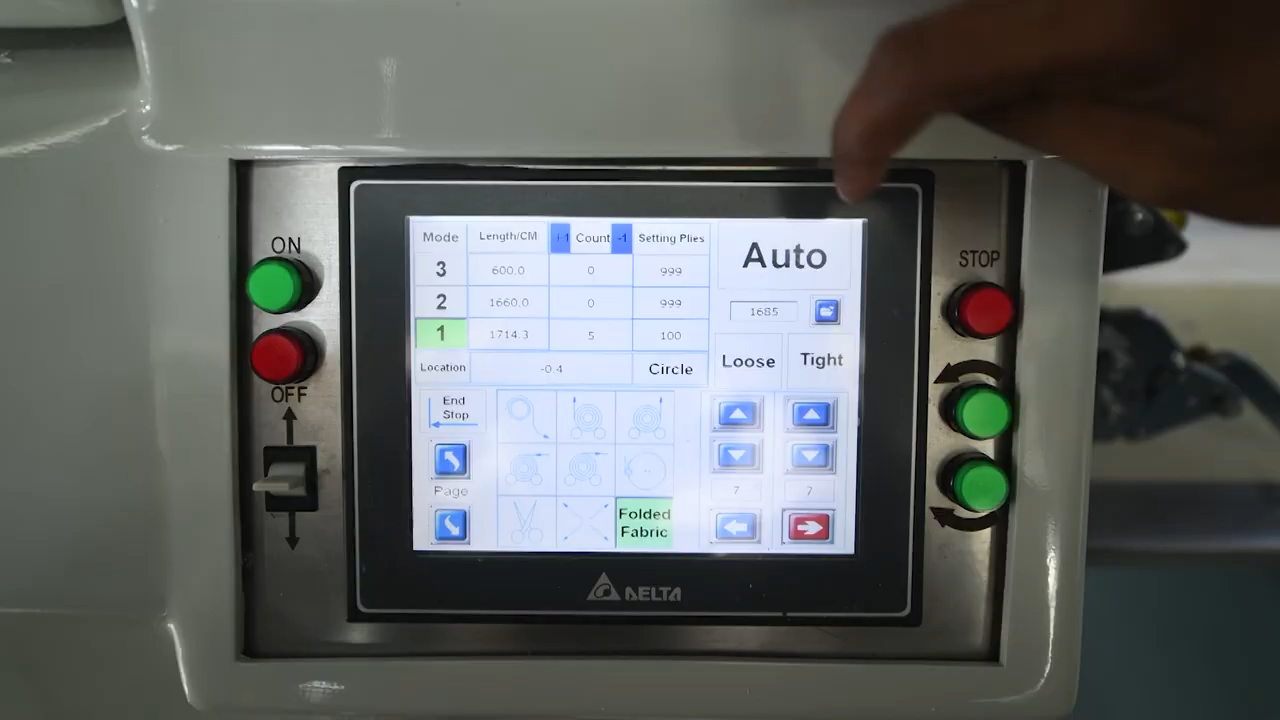 Mode Length/CM +1 Count -1 Setting Plies
3 600.0 0 999
2 1660.0 0 999
1 1714.3 5 100
Location -0.4 Circle
Auto
1685
Loose Tight
End
Stop
Page
Folded
Fabric
7 7
ON
OFF
STOP
DELTA